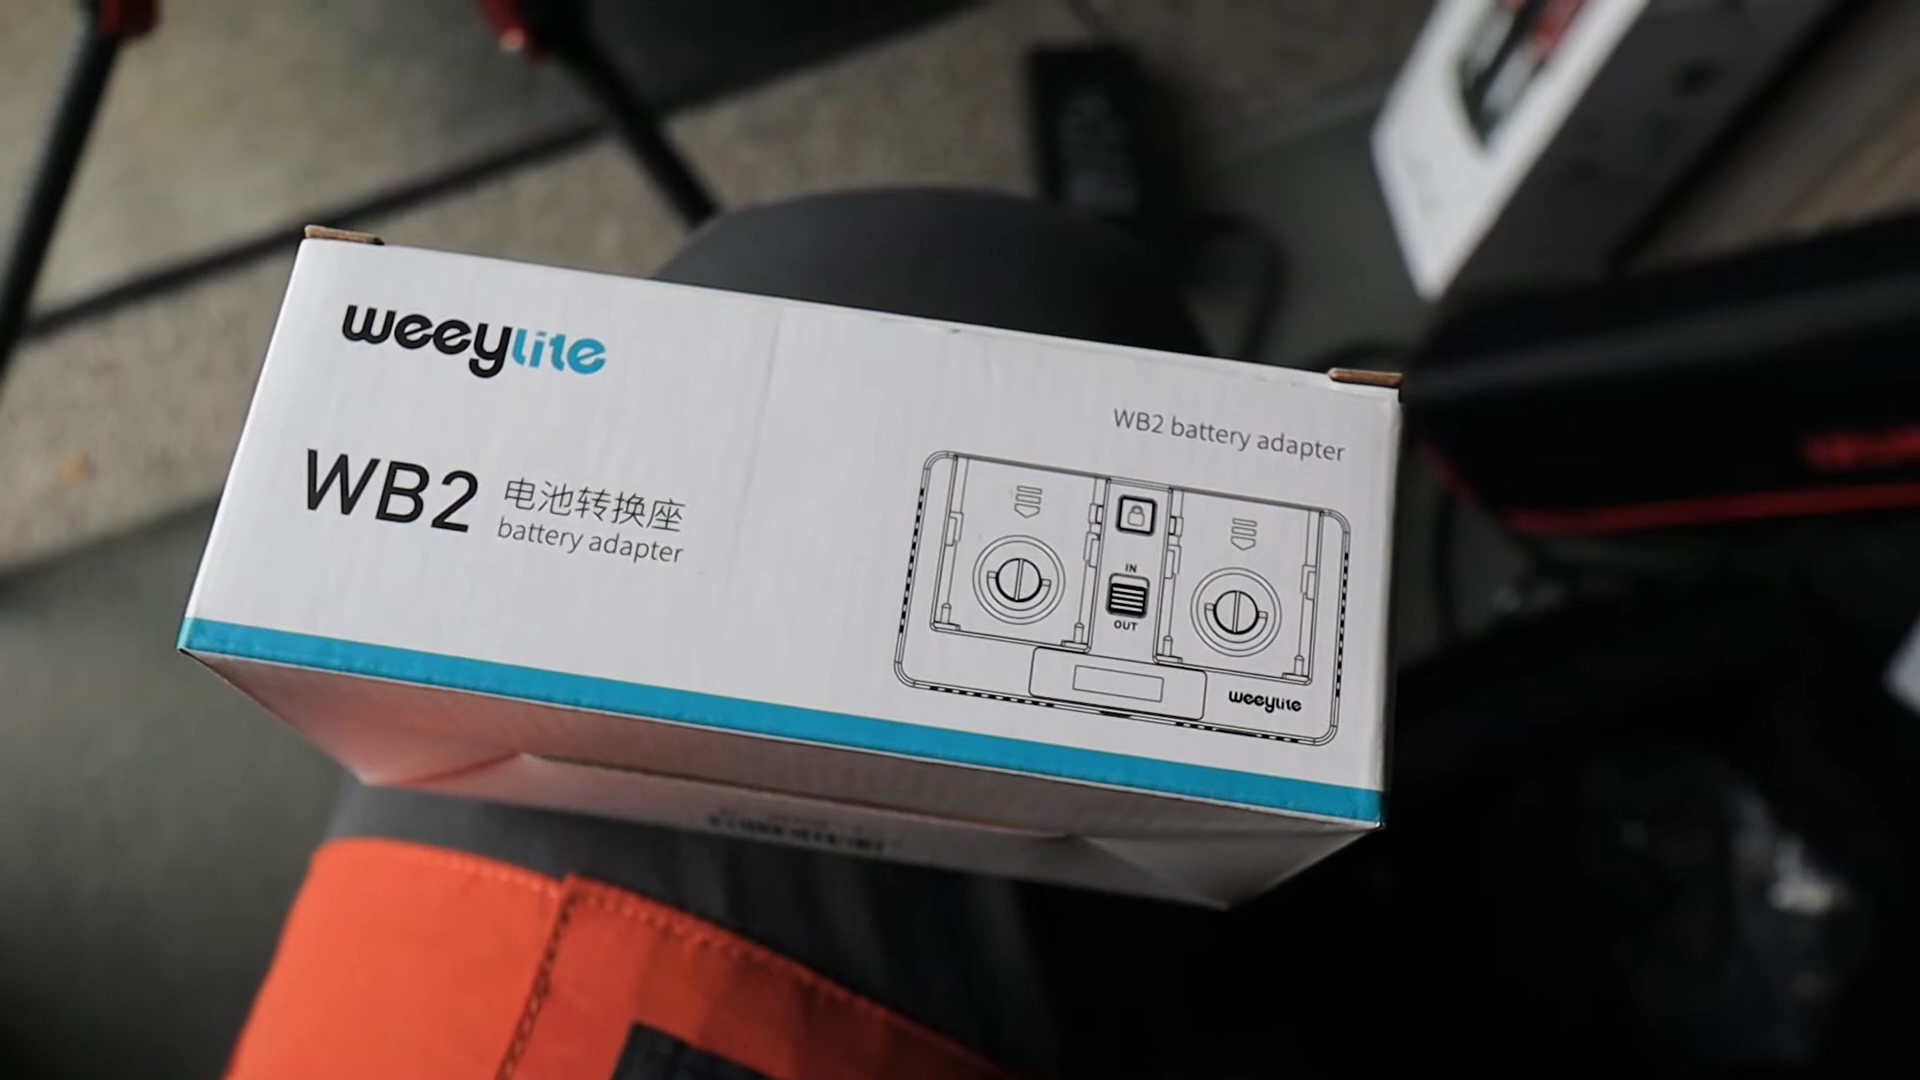 weeylite
WB2 电池转换座
battery adapter
WB2 battery adapter
IN
OUT
weeylite